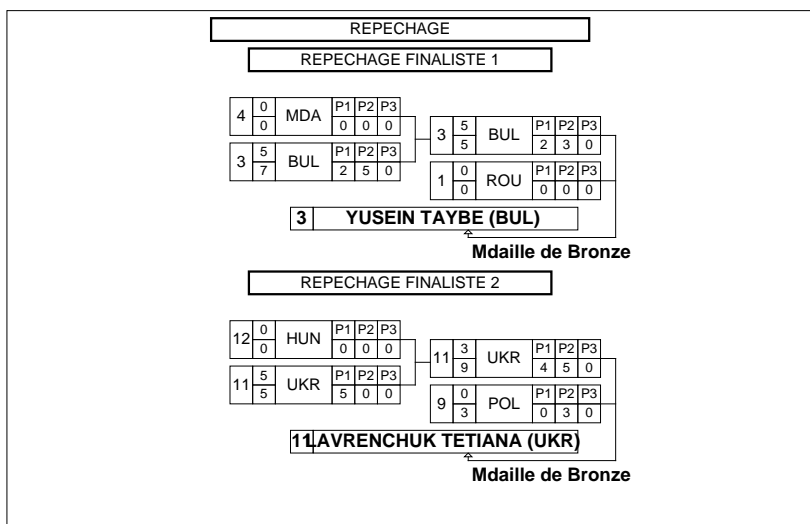 REPECHAGE
REPECHAGE FINALISTE 1
4 0 0 MDA P1 P2 P3 0 0 0
3 5 7 BUL P1 P2 P3 2 5 0
3 5 5 BUL P1 P2 P3 2 3 0
1 0 0 ROU P1 P2 P3 0 0 0
3 YUSEIN TAYBE (BUL)
Mdaille de Bronze
REPECHAGE FINALISTE 2
12 0 0 HUN P1 P2 P3 0 0 0
11 5 5 UKR P1 P2 P3 5 0 0
11 3 9 UKR P1 P2 P3 4 5 0
9 0 3 POL P1 P2 P3 0 3 0
11 LAVRENCHUK TETIANA (UKR)
Mdaille de Bronze